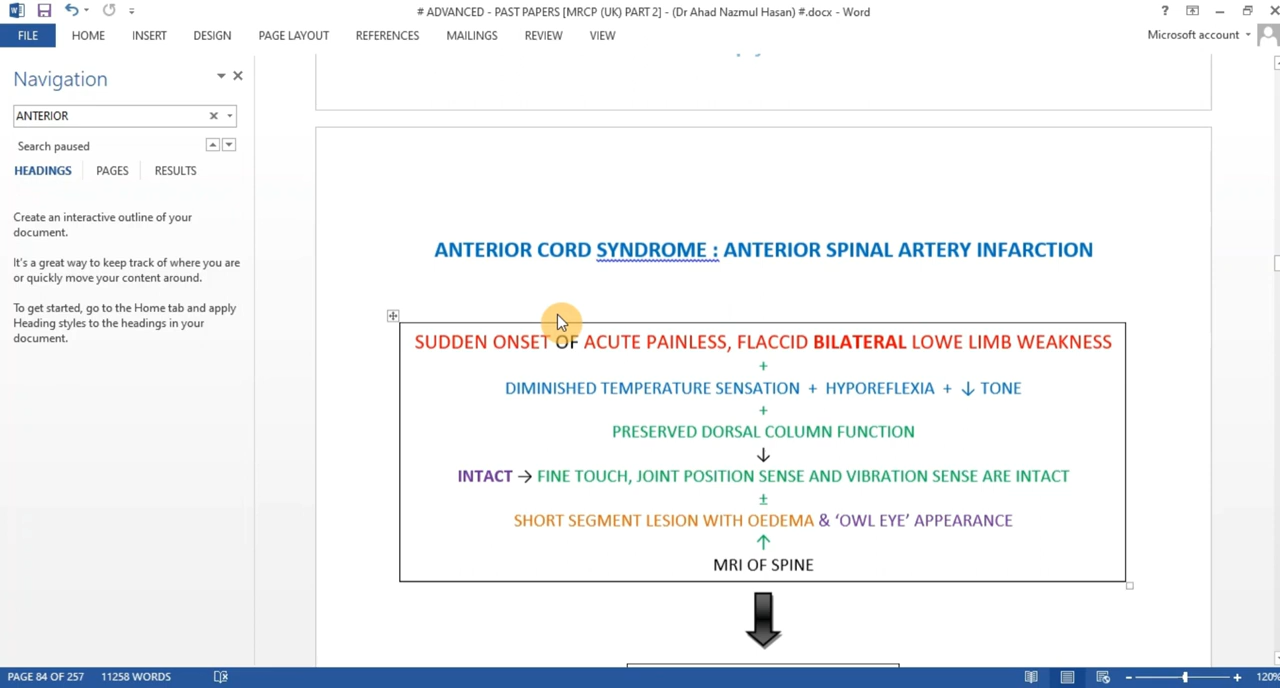 # ADVANCED - PAST PAPERS [MRCP (UK) PART 2] - (Dr Ahad Nazmul Hasan) #.docx - Word
FILE HOME INSERT DESIGN PAGE LAYOUT REFERENCES MAILINGS REVIEW VIEW Microsoft account
Navigation
ANTERIOR
Search paused
HEADINGS PAGES RESULTS
Create an interactive outline of your
document.
It's a great way to keep track of where you are
or quickly move your content around.
To get started, go to the Home tab and apply
Heading styles to the headings in your
document.
ANTERIOR CORD SYNDROME : ANTERIOR SPINAL ARTERY INFARCTION
SUDDEN ONSET OF ACUTE PAINLESS, FLACCID BILATERAL LOWE LIMB WEAKNESS
+
DIMINISHED TEMPERATURE SENSATION + HYPOREFLEXIA + ↓ TONE
+
PRESERVED DORSAL COLUMN FUNCTION
↓
INTACT → FINE TOUCH, JOINT POSITION SENSE AND VIBRATION SENSE ARE INTACT
±
SHORT SEGMENT LESION WITH OEDEMA & ‘OWL EYE’ APPEARANCE
↑
MRI OF SPINE
PAGE 84 OF 257 11258 WORDS 120%